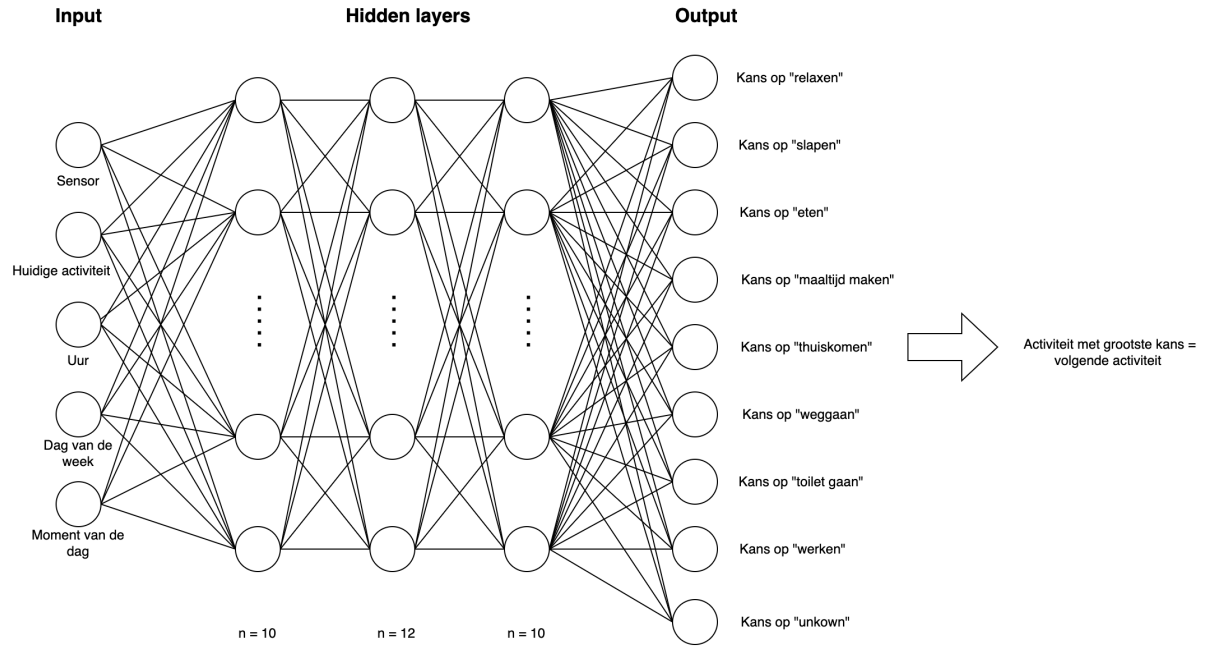 Input
Hidden layers
Output
Sensor
Huidige activiteit
Uur
Dag van de
week
Moment van de
dag
n = 10
n = 12
n = 10
Kans op "relaxen"
Kans op "slapen"
Kans op "eten"
Kans op "maaltijd maken"
Kans op "thuiskomen"
Kans op "weggaan"
Kans op "toilet gaan"
Kans op "werken"
Kans op "unkown"
Activiteit met grootste kans =
volgende activiteit